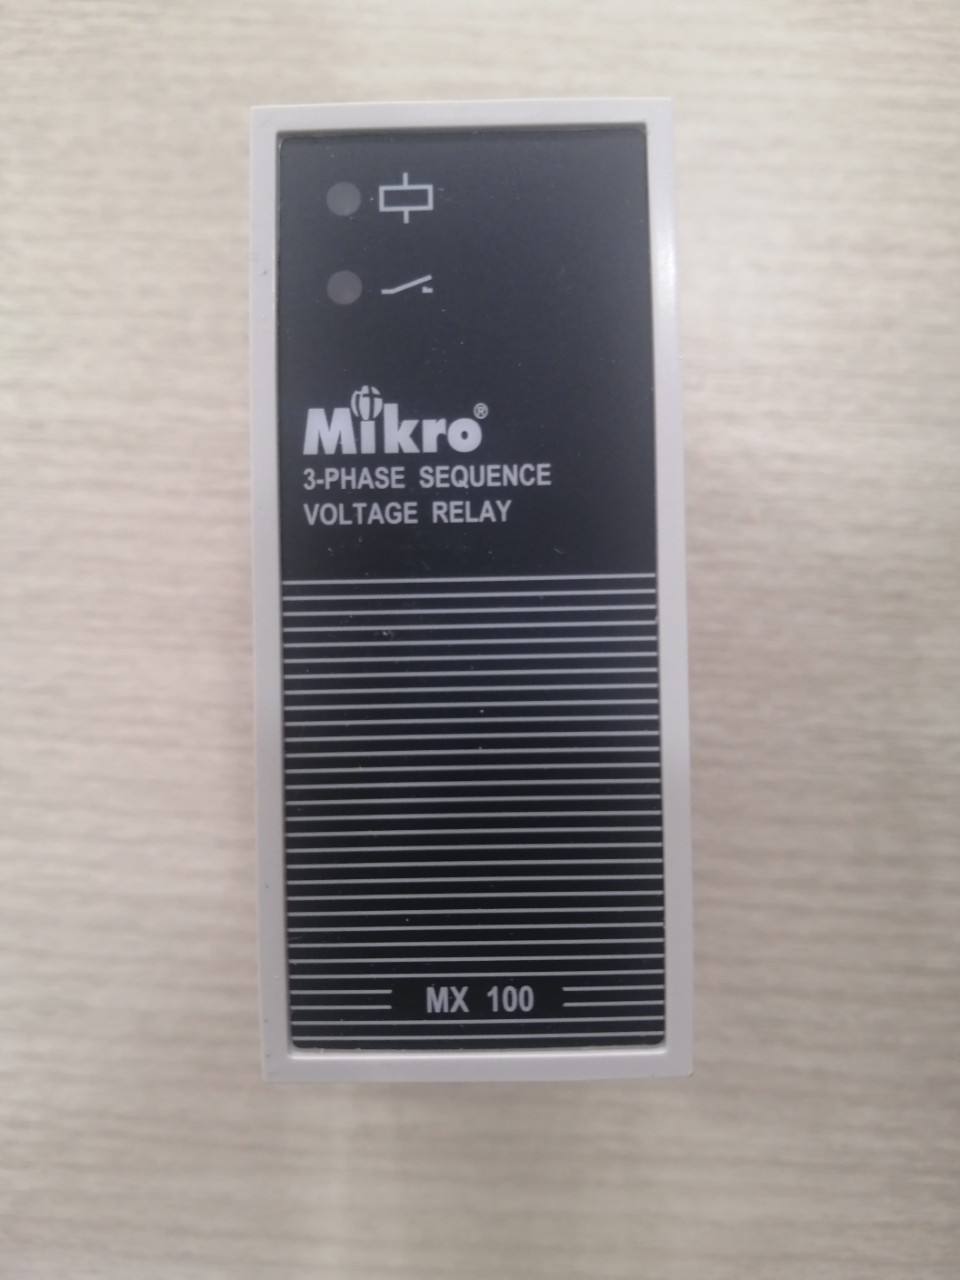 Mikro®
3-PHASE SEQUENCE
VOLTAGE RELAY
MX 100